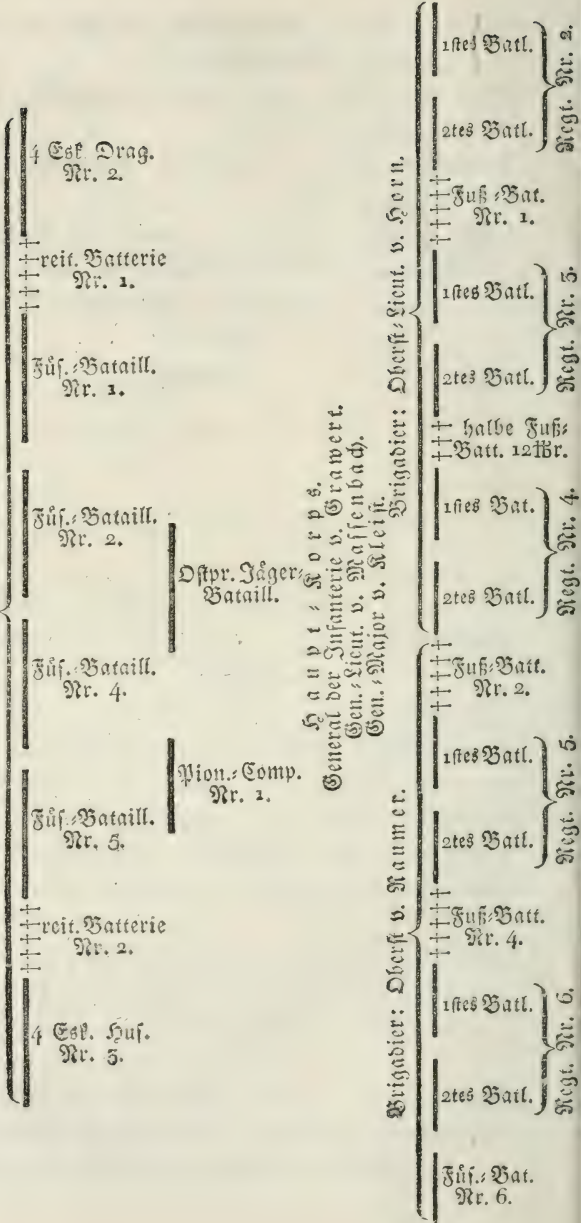 4 Esk. Drag.
Nr. 2.
reit. Batterie
Nr. 1.
Füs.-Bataill.
Nr. 1.
Füs.-Bataill.
Nr. 2.
Füs.-Bataill.
Nr. 4.
Füs.-Bataill.
Nr. 5.
reit. Batterie
Nr. 2.
4 Esk. Hus.
Nr. 3.
Ostpr. Jäger-
Bataill.
Pion.-Comp.
Nr. 1.
Haupt-Korps.
General der Infanterie v. Grawert.
Gen.-Lieut. v. Massenbach.
Gen.-Major v. Kleist.
Brigadier: Oberst-Lieut. v. Horn.
1stes Batl.
2tes Batl.
Regt. Nr. 2.
Fuß-Bat.
Nr. 1.
1stes Batl.
2tes Batl.
Regt. Nr. 3.
halbe Fuß-
Batt. 12℔r.
1stes Bat.
2tes Batl.
Regt. Nr. 4.
Brigadier: Oberst v. Raumer.
Fuß-Batt.
Nr. 2.
1stes Batl.
2tes Batl.
Regt. Nr. 5.
Fuß-Batt.
Nr. 4.
1stes Batl.
2tes Batl.
Regt. Nr. 6.
Füs.-Bat.
Nr. 6.